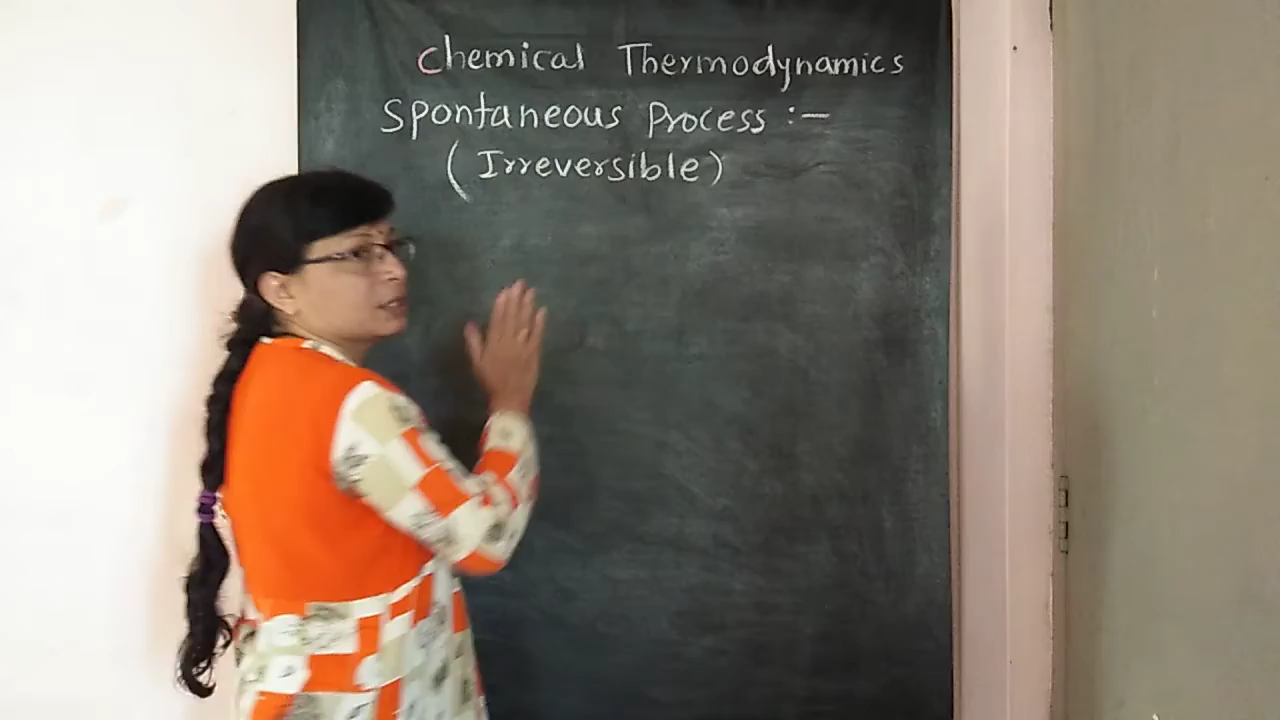 Chemical Thermodynamics
Spontaneous Process :—
(Irreversible)